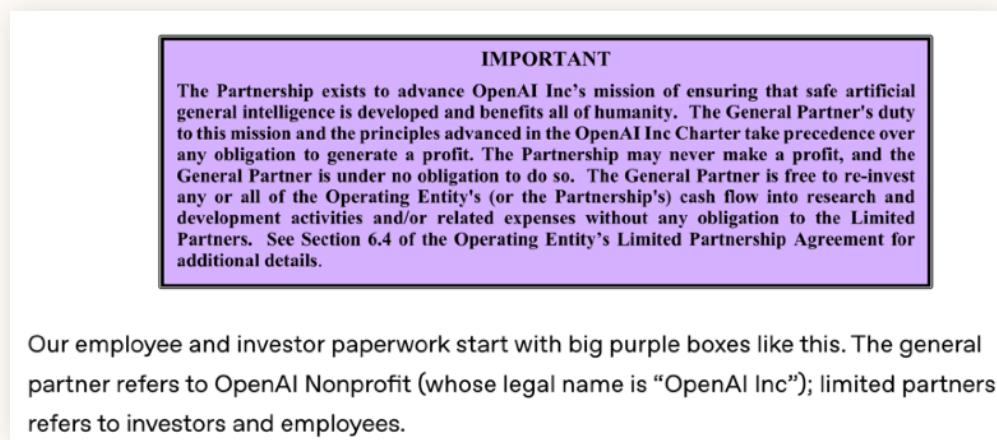 IMPORTANT
The Partnership exists to advance OpenAI Inc's mission of ensuring that safe artificial
general intelligence is developed and benefits all of humanity.  The General Partner's duty
to this mission and the principles advanced in the OpenAI Inc Charter take precedence over
any obligation to generate a profit. The Partnership may never make a profit, and the
General Partner is under no obligation to do so.  The General Partner is free to re-invest
any or all of the Operating Entity's (or the Partnership's) cash flow into research and
development activities and/or related expenses without any obligation to the Limited
Partners.  See Section 6.4 of the Operating Entity's Limited Partnership Agreement for
additional details.
Our employee and investor paperwork start with big purple boxes like this. The general
partner refers to OpenAI Nonprofit (whose legal name is “OpenAI Inc”); limited partners
refers to investors and employees.